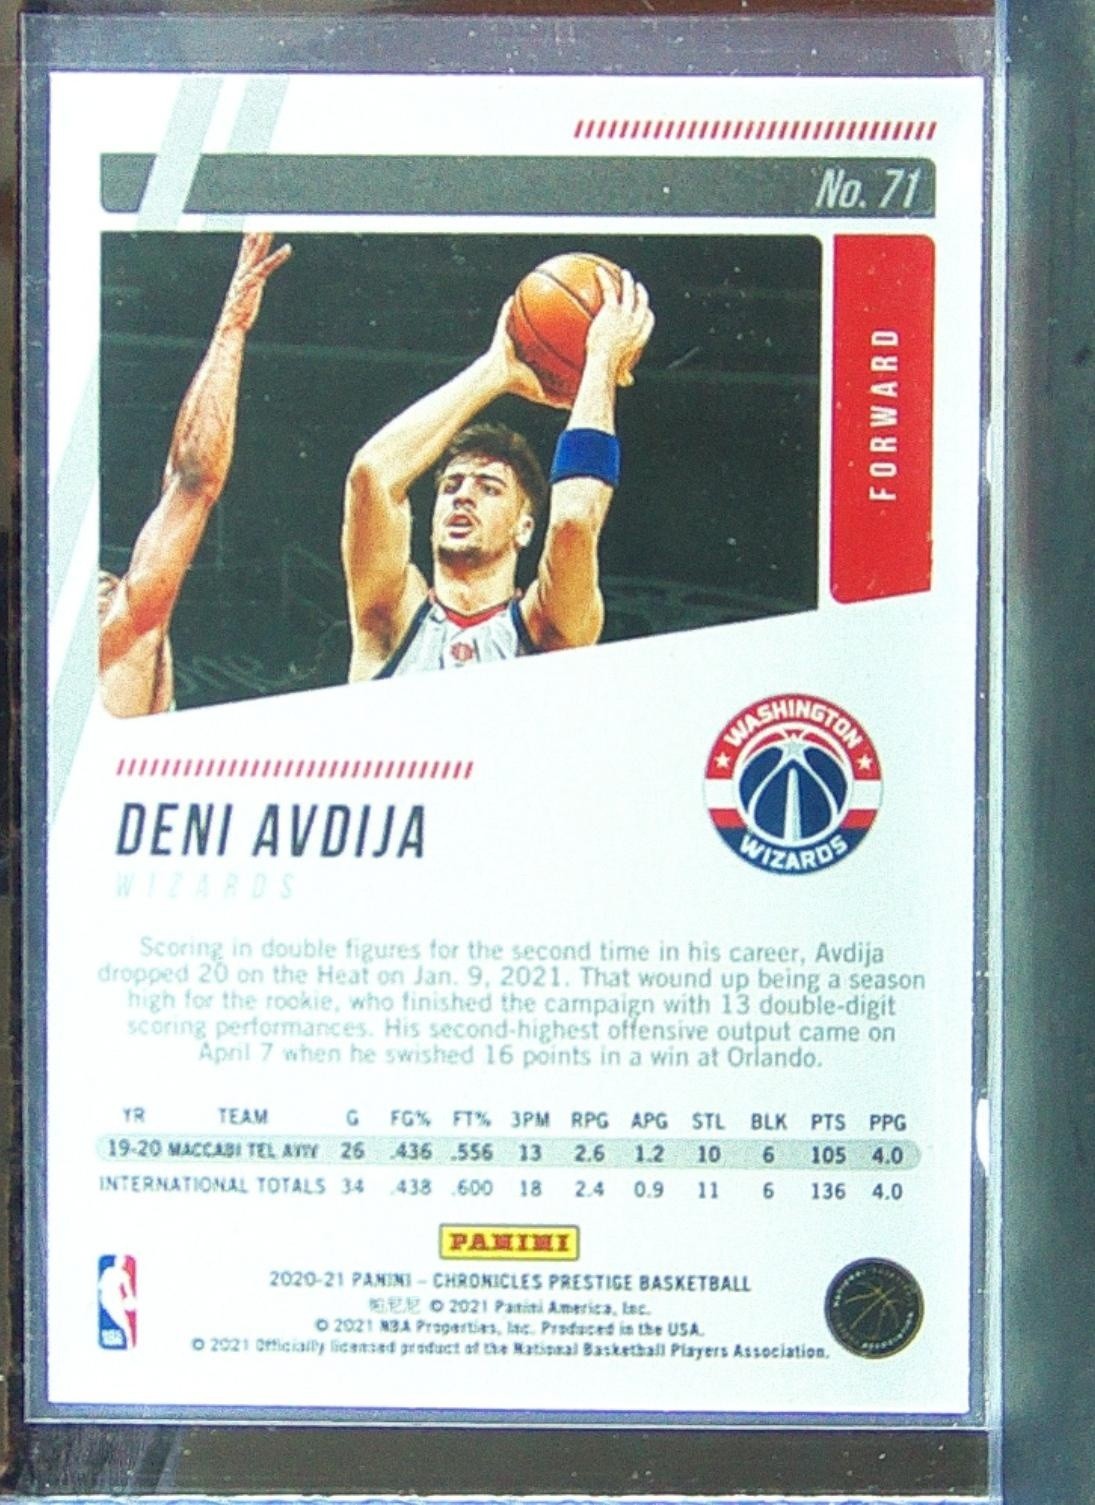 No. 71
FORWARD
WASHINGTON
WIZARDS
DENI AVDIJA
WIZARDS
Scoring in double figures for the second time in his career, Avdija
dropped 20 on the Heat on Jan. 9, 2021. That wound up being a season
high for the rookie, who finished the campaign with 13 double-digit
scoring performances. His second-highest offensive output came on
April 7 when he swished 16 points in a win at Orlando.
YR TEAM G FG% FT% 3PM RPG APG STL BLK PTS PPG
19-20 MACCABI TEL AVIV 26 .436 .556 13 2.6 1.2 10 6 105 4.0
INTERNATIONAL TOTALS 34 .438 .600 18 2.4 0.9 11 6 136 4.0
PANINI
2020-21 PANINI – CHRONICLES PRESTIGE BASKETBALL
帕尼尼 © 2021 Panini America, Inc.
© 2021 NBA Properties, Inc. Produced in the USA.
© 2021 Officially licensed product of the National Basketball Players Association.
NBA